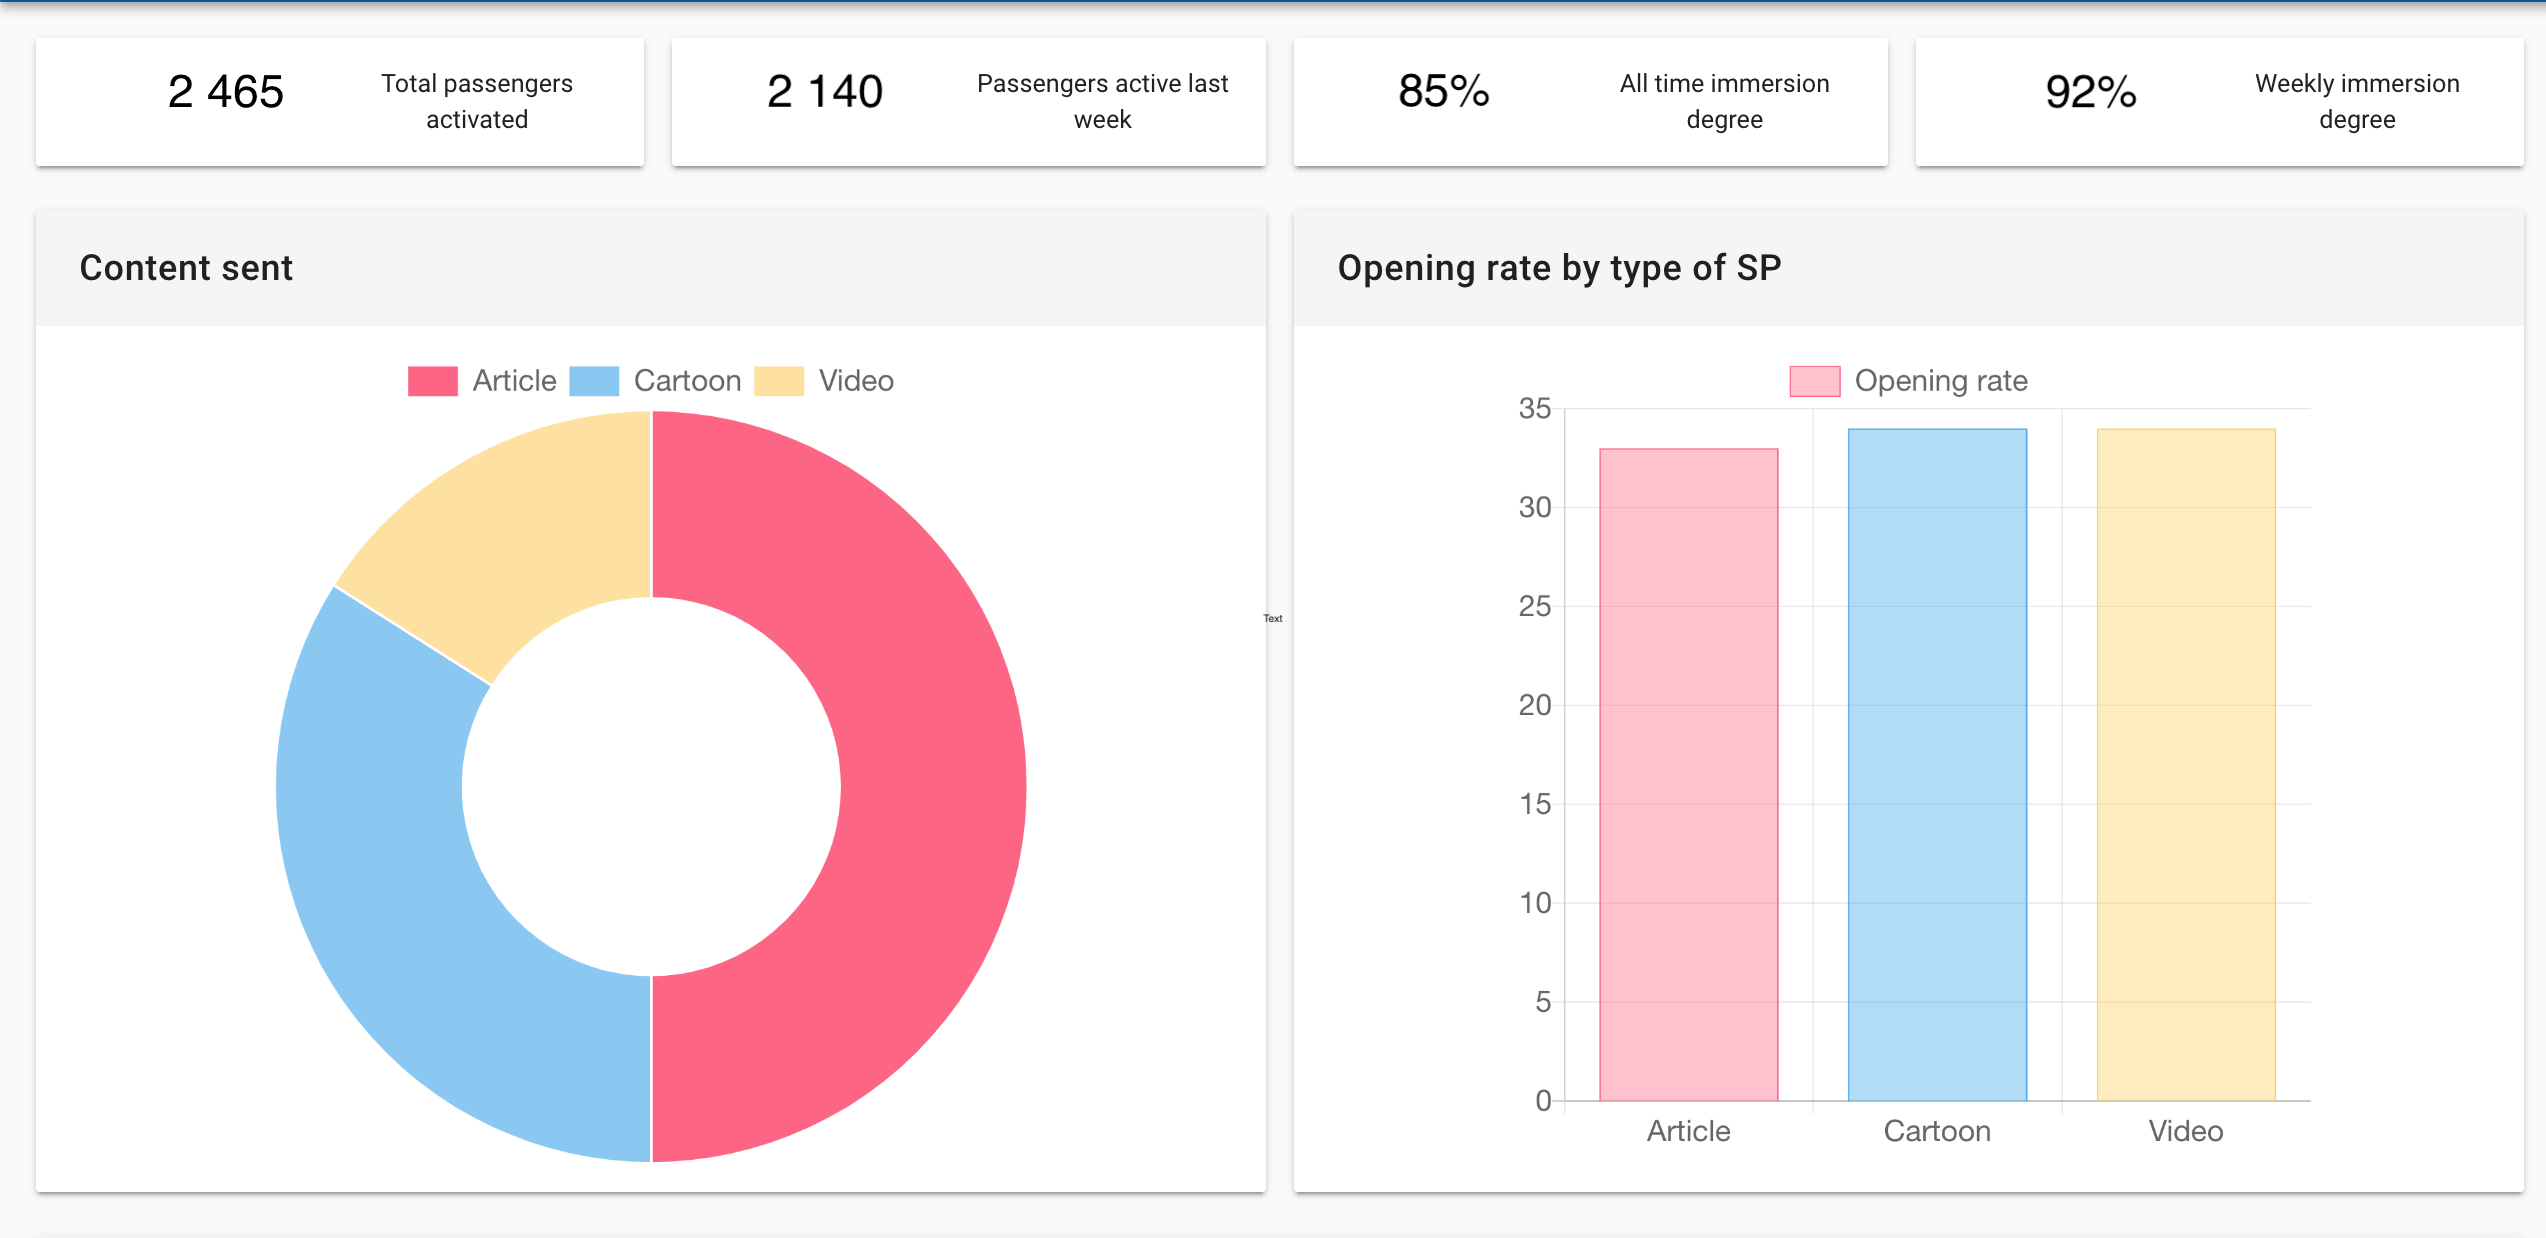 2 465
Total passengers
activated
2 140
Passengers active last
week
85%
All time immersion
degree
92%
Weekly immersion
degree
Content sent
Article Cartoon Video
Text
Opening rate by type of SP
Opening rate
35
30
25
20
15
10
5
0
Article Cartoon Video